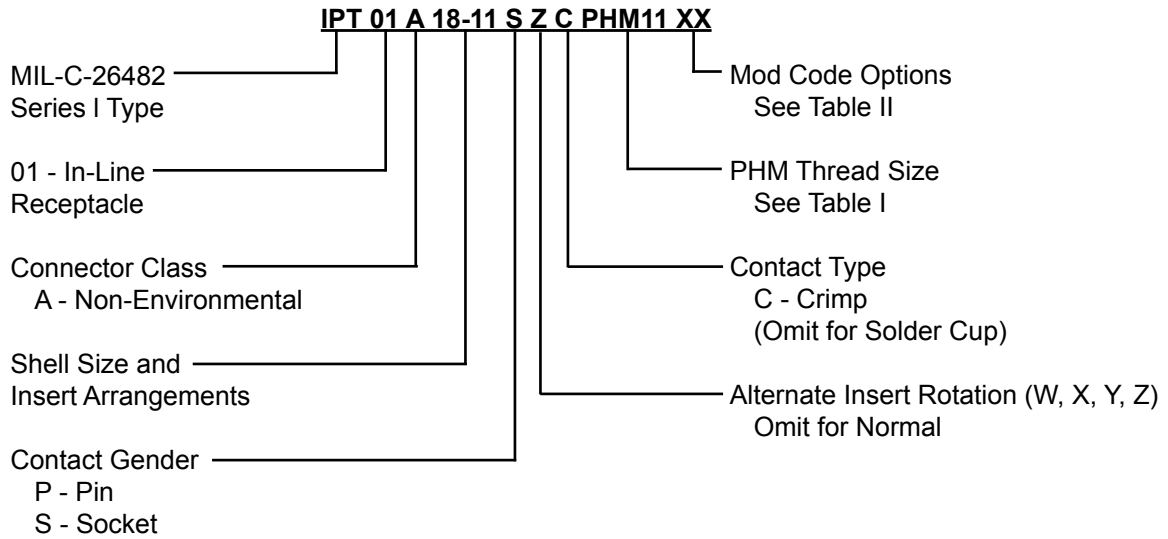 IPT 01 A 18-11 S Z C PHM11 XX
MIL-C-26482
Series I Type
01 - In-Line
Receptacle
Connector Class
A - Non-Environmental
Shell Size and
Insert Arrangements
Contact Gender
P - Pin
S - Socket
Mod Code Options
See Table II
PHM Thread Size
See Table I
Contact Type
C - Crimp
(Omit for Solder Cup)
Alternate Insert Rotation (W, X, Y, Z)
Omit for Normal